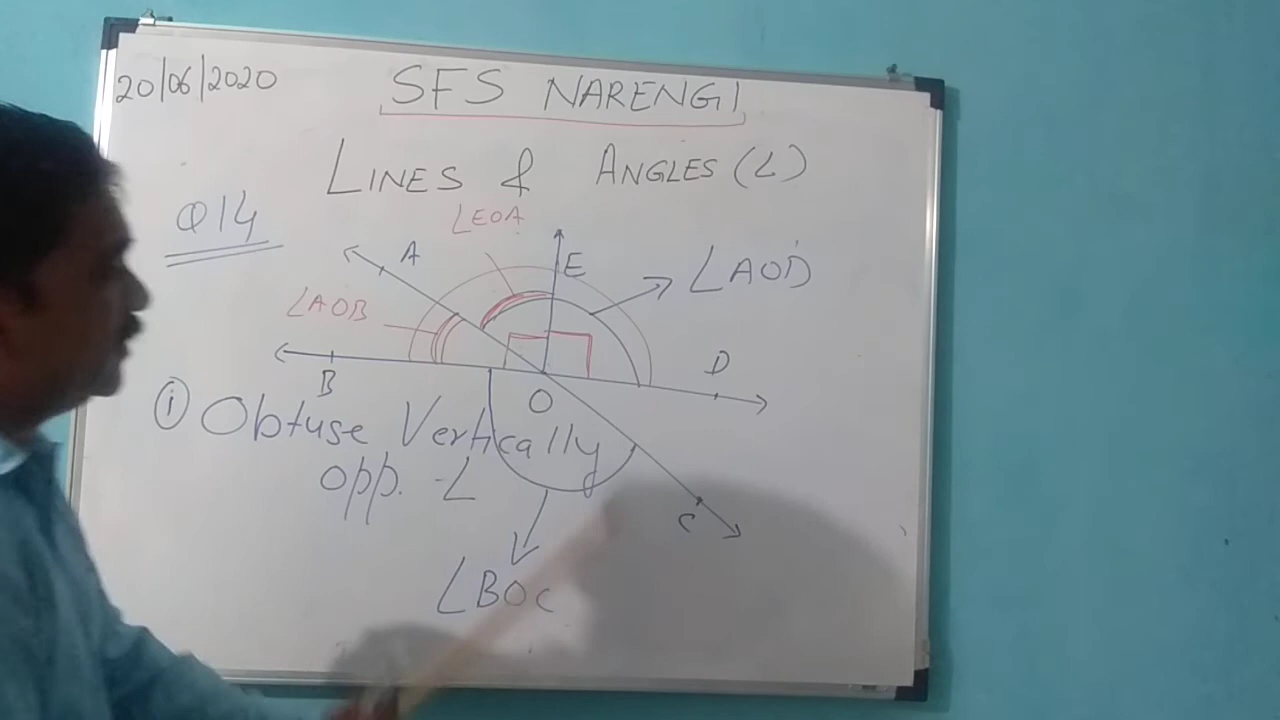 20/06/2020
SFS NARENGI
LINES & ANGLES (∠)
Q14
∠EOA
A
E
∠AOD
∠AOB
B
D
O
① Obtuse Vertically
opp. ∠
C
∠BOC